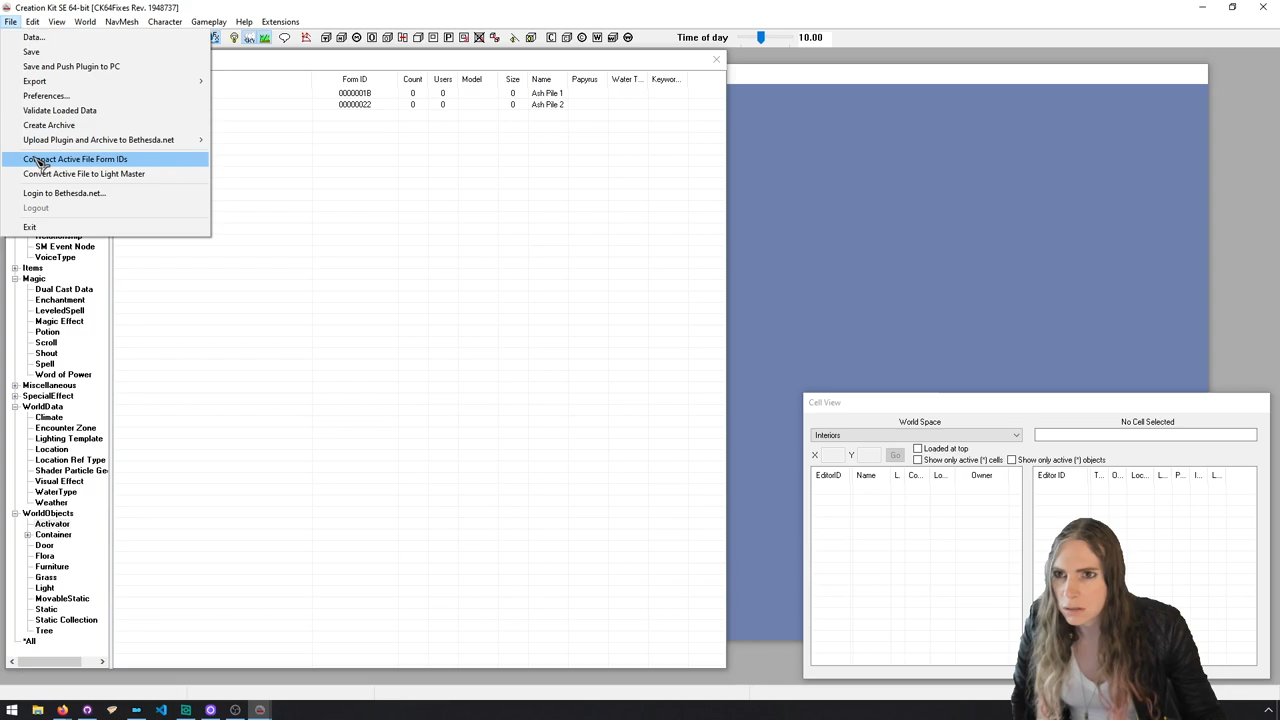 Creation Kit SE 64-bit [CK64Fixes Rev. 1948737]
File Edit View World NavMesh Character Gameplay Help Extensions
Time of day 10.00
Data...
Save
Save and Push Plugin to PC
Export
Preferences...
Validate Loaded Data
Create Archive
Upload Plugin and Archive to Bethesda.net
Compact Active File Form IDs
Convert Active File to Light Master
Login to Bethesda.net...
Logout
Exit
Form ID Count Users Model Size Name Papyrus Water T... Keywor...
0000001B 0 0 0 Ash Pile 1
00000022 0 0 0 Ash Pile 2
SM Event Node
VoiceType
Items
Magic
Dual Cast Data
Enchantment
LeveledSpell
Magic Effect
Potion
Scroll
Shout
Spell
Word of Power
Miscellaneous
SpecialEffect
WorldData
Climate
Encounter Zone
Lighting Template
Location
Location Ref Type
Shader Particle Ge
Visual Effect
WaterType
Weather
WorldObjects
Activator
Container
Door
Flora
Furniture
Grass
Light
MovableStatic
Static
Static Collection
Tree
*All
Cell View
World Space
No Cell Selected
Interiors
X Y Go
Loaded at top
Show only active (*) cells
Show only active (*) objects
EditorID Name L. Co... Lo... Owner
Editor ID T... O... Loc... L... P... I... L...